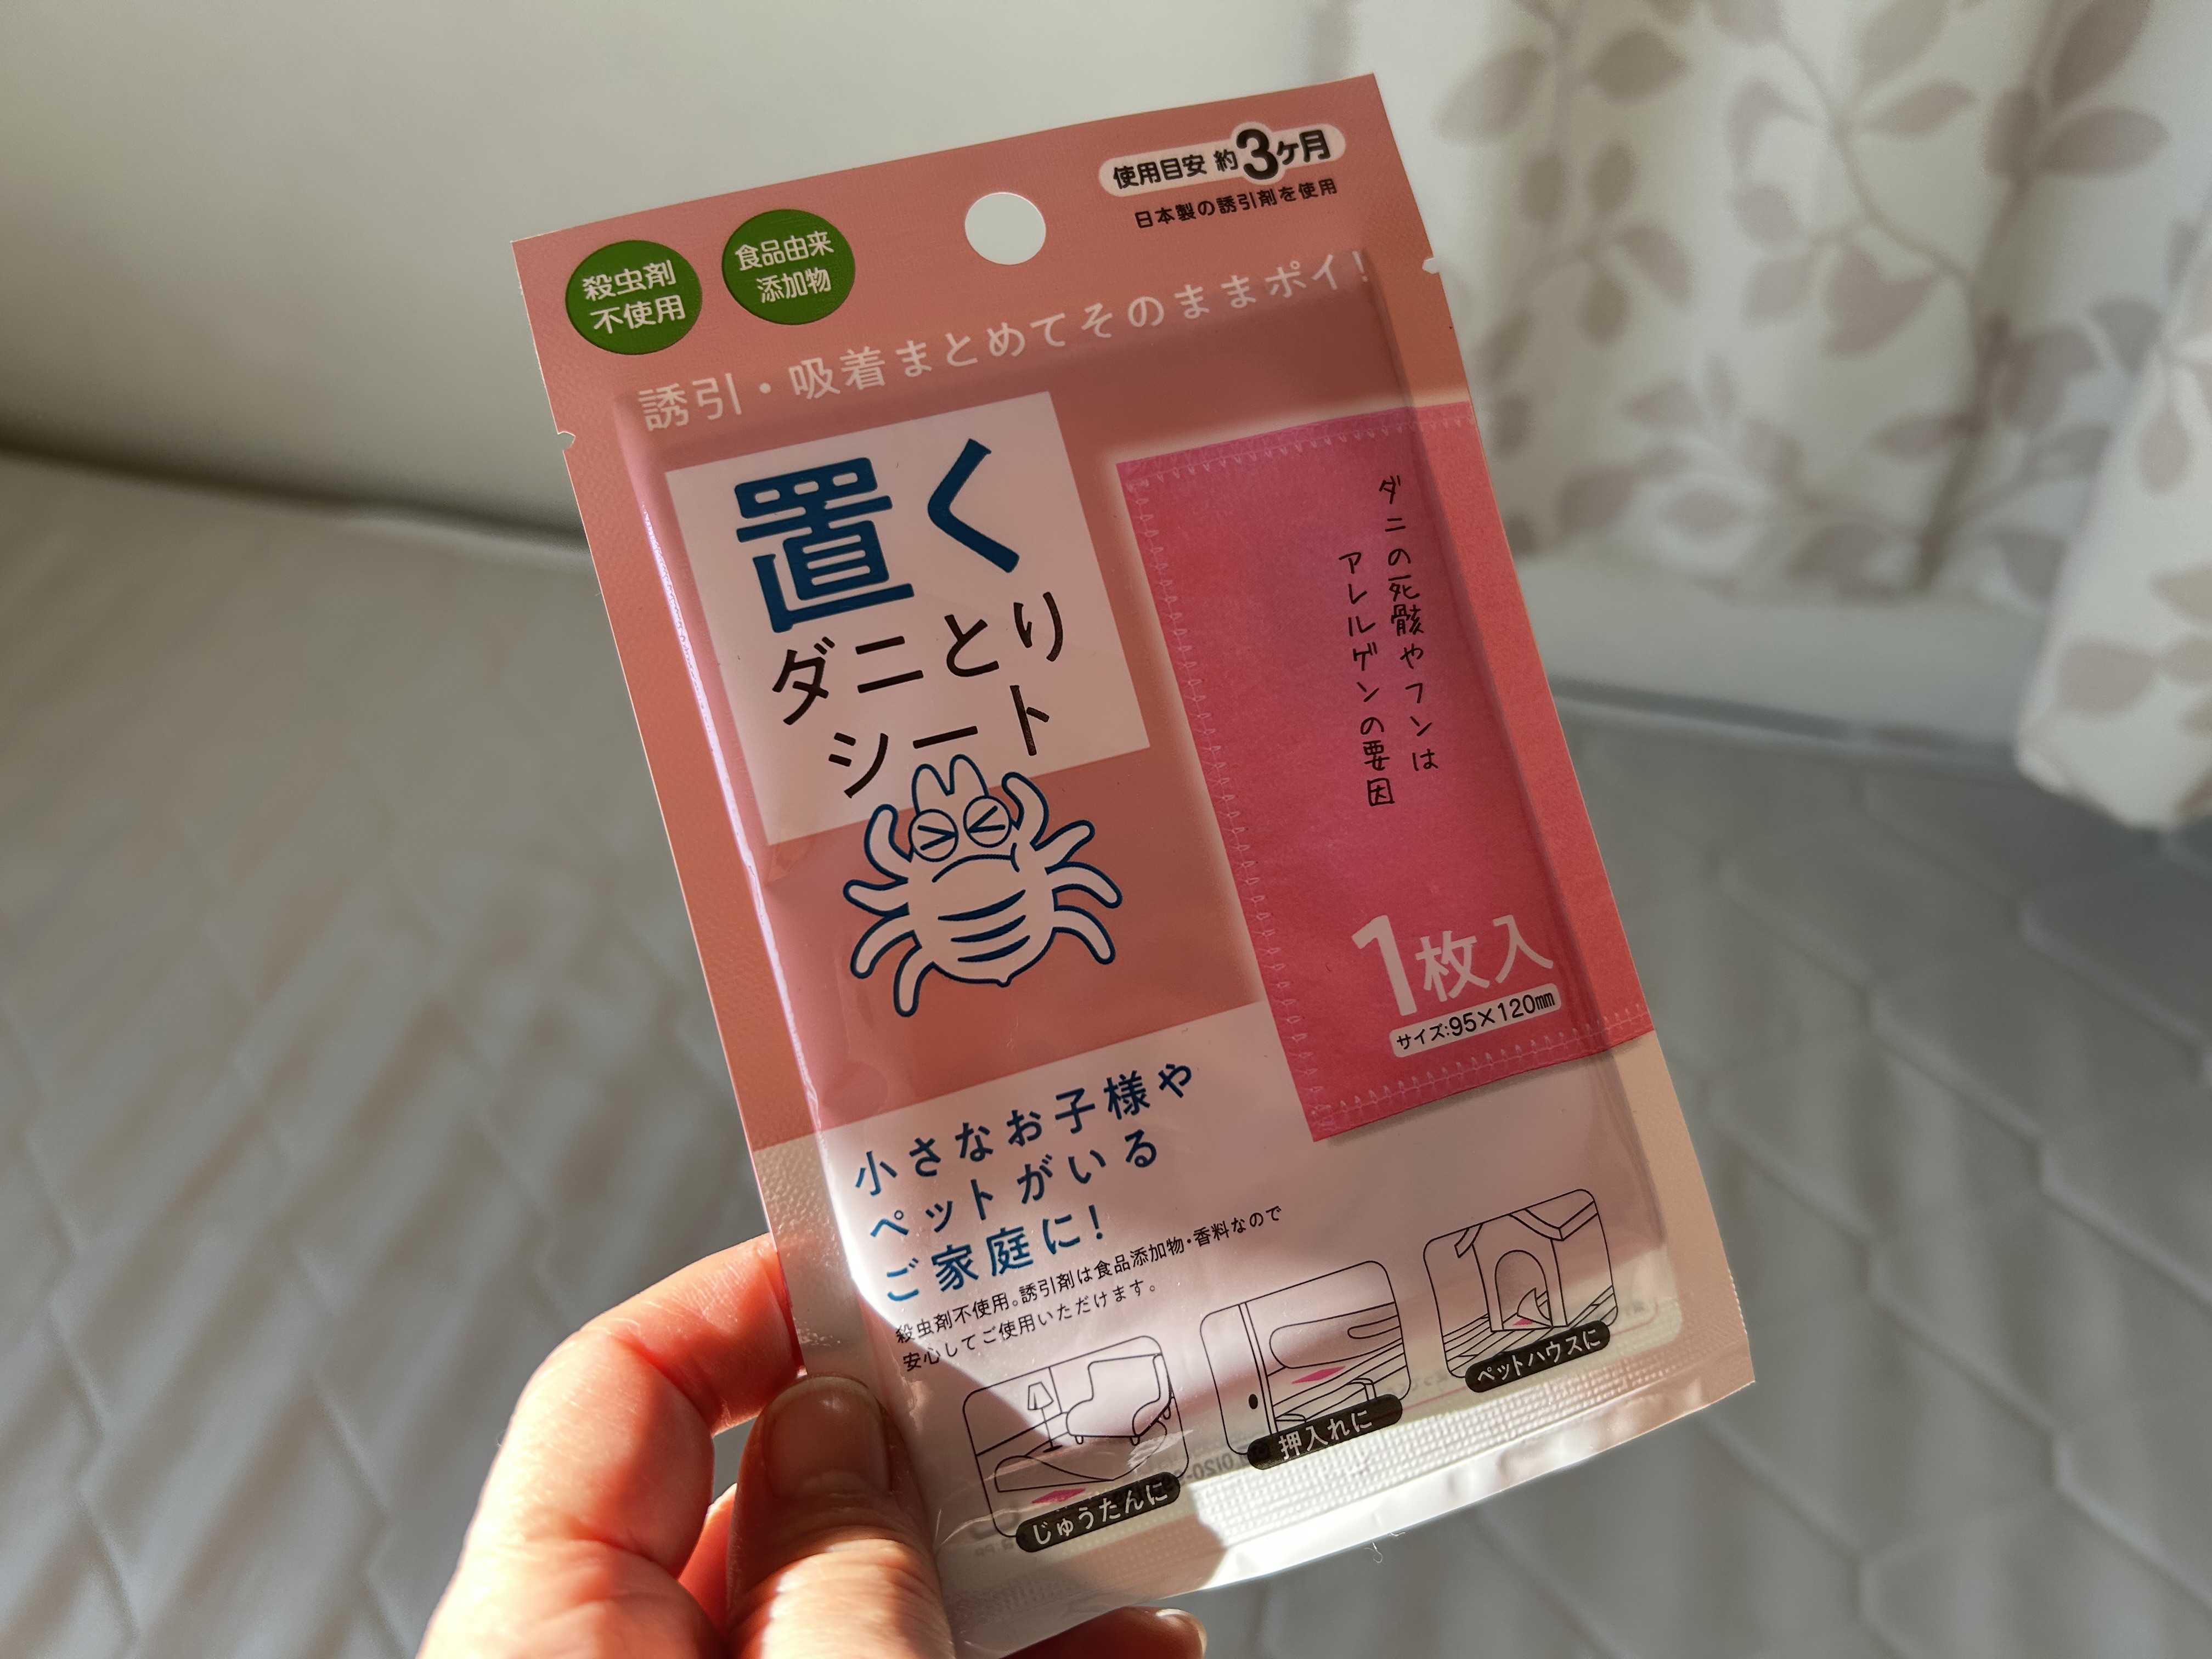 殺虫剤
不使用
食品由来
添加物
使用目安 約3ヶ月
日本製の誘引剤を使用
誘引・吸着まとめてそのままポイ!
置く
ダニとり
シート
ダニの死骸やフンは
アレルゲンの要因
1枚入
サイズ:95×120mm
小さなお子様や
ペットがいる
ご家庭に!
殺虫剤不使用。誘引剤は食品添加物・香料なので
安心してご使用いただけます。
じゅうたんに
押入れに
ペットハウスに